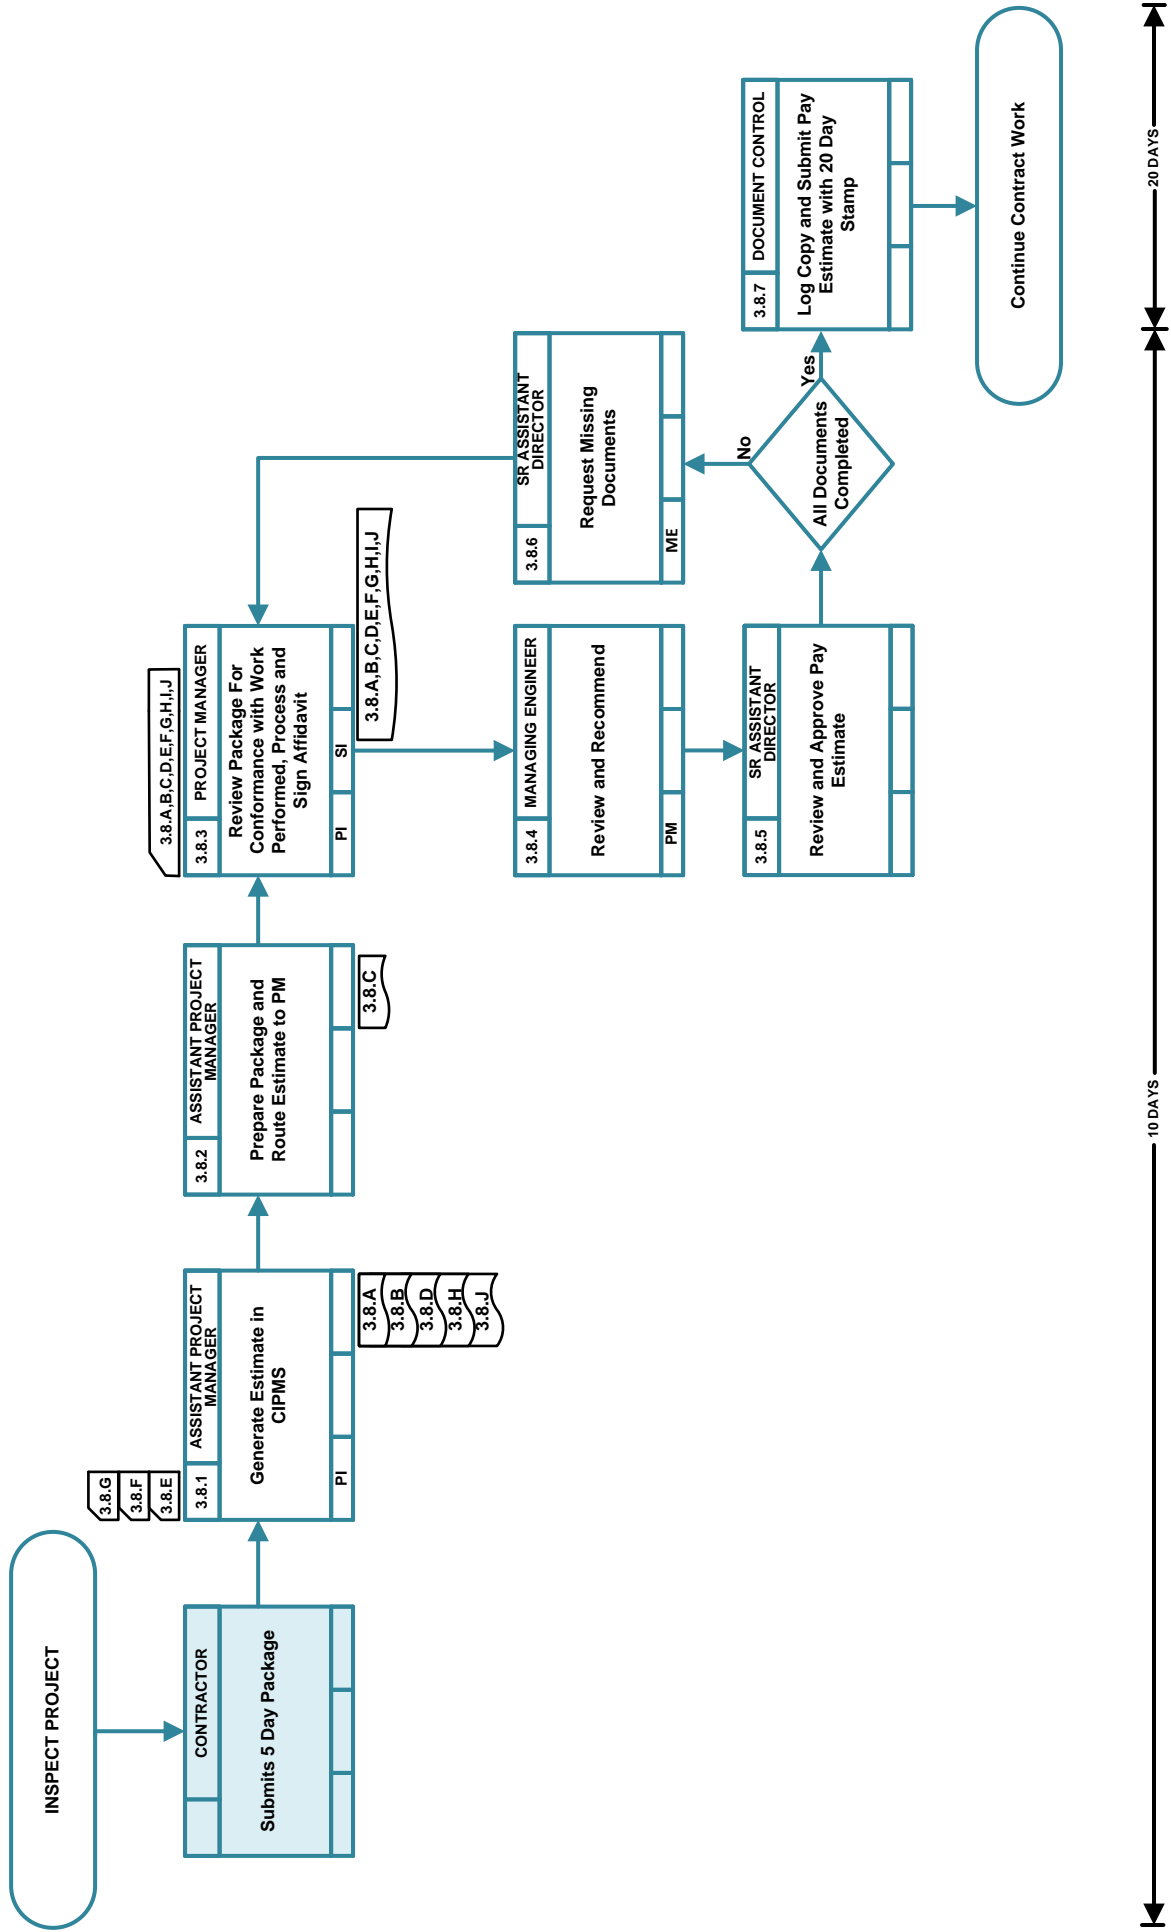 INSPECT PROJECT
CONTRACTOR
Submits 5 Day Package
3.8.G
3.8.F
3.8.E
3.8.1
ASSISTANT PROJECT
MANAGER
Generate Estimate in
CIPMS
PI
3.8.A
3.8.B
3.8.D
3.8.H
3.8.J
3.8.2
ASSISTANT PROJECT
MANAGER
Prepare Package and
Route Estimate to PM
3.8.C
3.8.A,B,C,D,E,F,G,H,I,J
3.8.3
PROJECT MANAGER
Review Package For
Conformance with Work
Performed, Process and
Sign Affidavit
PI
SI
3.8.A,B,C,D,E,F,G,H,I,J
3.8.4
MANAGING ENGINEER
Review and Recommend
PM
3.8.5
SR ASSISTANT
DIRECTOR
Review and Approve Pay
Estimate
All Documents
Completed
No
Yes
3.8.6
SR ASSISTANT
DIRECTOR
Request Missing
Documents
ME
3.8.7
DOCUMENT CONTROL
Log Copy and Submit Pay
Estimate with 20 Day
Stamp
Continue Contract Work
10 DAYS
20 DAYS